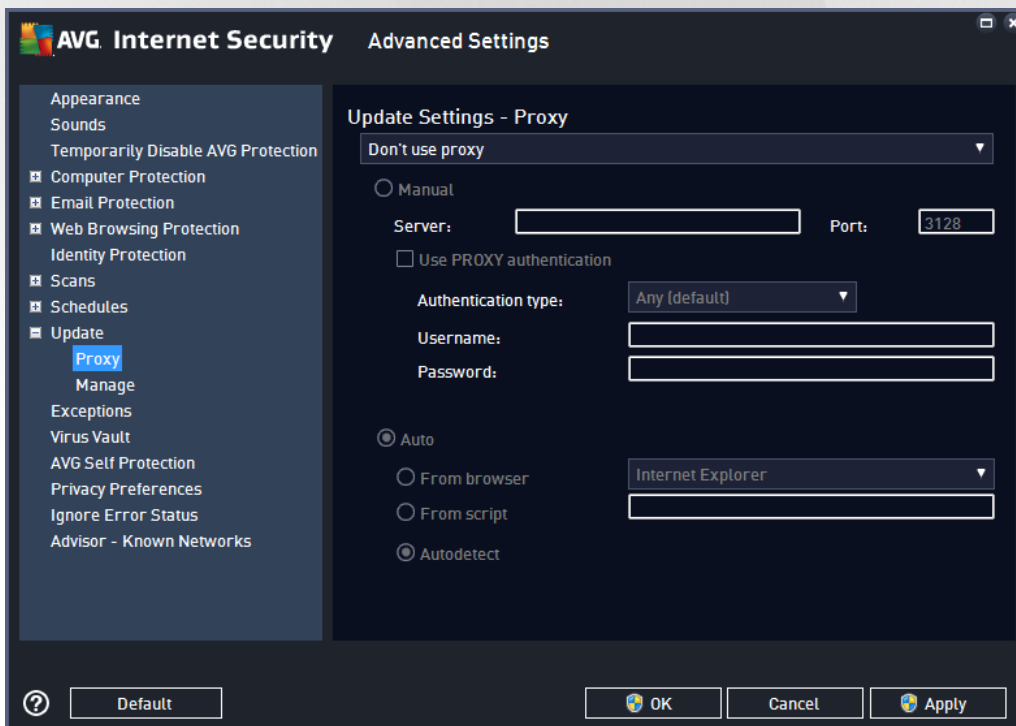 AVG Internet Security Advanced Settings
Appearance
Sounds
Temporarily Disable AVG Protection
Computer Protection
Email Protection
Web Browsing Protection
Identity Protection
Scans
Schedules
Update
Proxy
Manage
Exceptions
Virus Vault
AVG Self Protection
Privacy Preferences
Ignore Error Status
Advisor - Known Networks
Update Settings - Proxy
Don't use proxy
Manual
Server: Port: 3128
Use PROXY authentication
Authentication type: Any (default)
Username:
Password:
Auto
From browser Internet Explorer
From script
Autodetect
? Default OK Cancel Apply